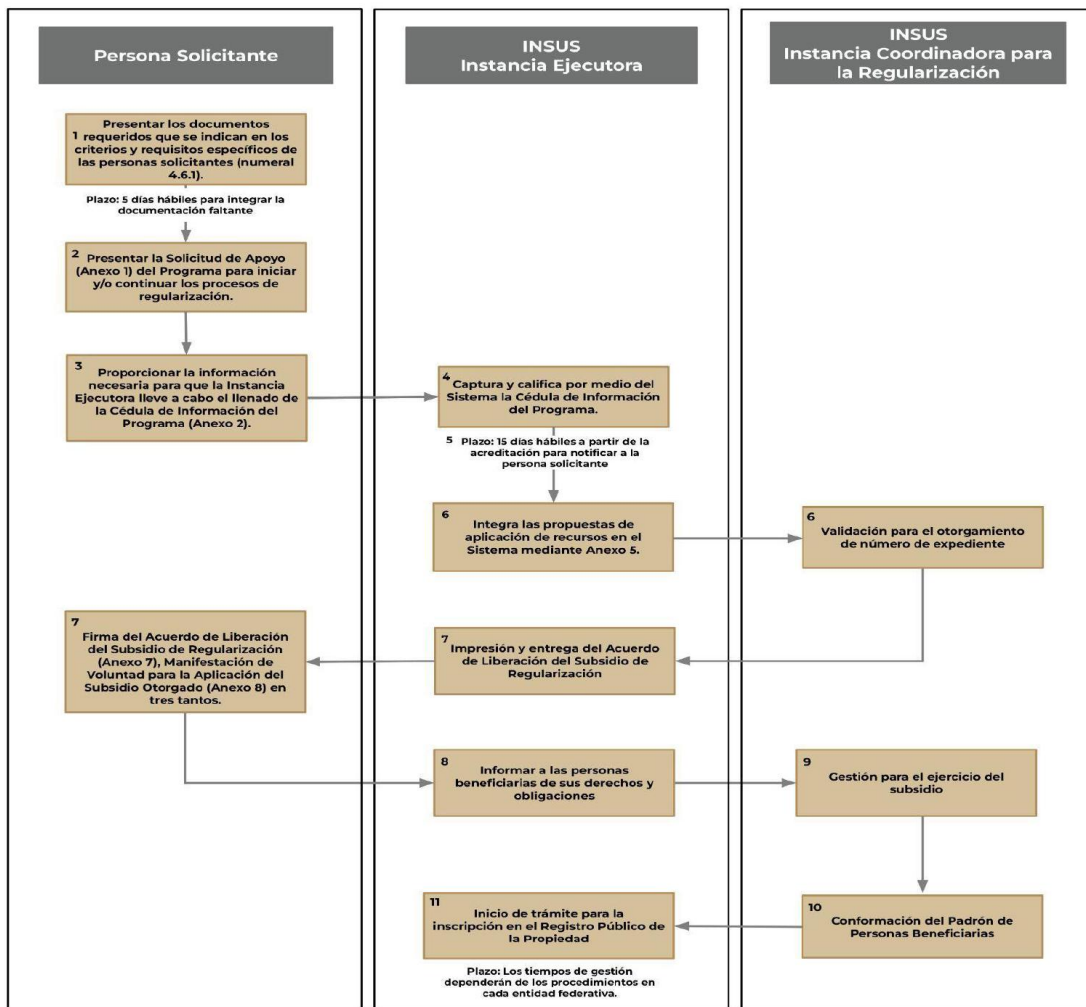 Persona Solicitante
INSUS
Instancia Ejecutora
INSUS
Instancia Coordinadora para
la Regularización
1
Presentar los documentos
requeridos que se indican en los
criterios y requisitos específicos de
las personas solicitantes (numeral
4.6.1).
Plazo: 5 días hábiles para integrar la
documentación faltante
2
Presentar la Solicitud de Apoyo
(Anexo 1) del Programa para iniciar
y/o continuar los procesos de
regularización.
3
Proporcionar la información
necesaria para que la Instancia
Ejecutora lleve a cabo el llenado de
la Cédula de Información del
Programa (Anexo 2).
4
Captura y califica por medio del
Sistema la Cédula de Información
del Programa.
5
Plazo: 15 días hábiles a partir de la
acreditación para notificar a la
persona solicitante
6
Integra las propuestas de
aplicación de recursos en el
Sistema mediante Anexo 5.
6
Validación para el otorgamiento
de número de expediente
7
Impresión y entrega del Acuerdo
de Liberación del Subsidio de
Regularización
7
Firma del Acuerdo de Liberación
del Subsidio de Regularización
(Anexo 7), Manifestación de
Voluntad para la Aplicación del
Subsidio Otorgado (Anexo 8) en
tres tantos.
8
Informar a las personas
beneficiarias de sus derechos y
obligaciones
9
Gestión para el ejercicio del
subsidio
10
Conformación del Padrón de
Personas Beneficiarias
11
Inicio de trámite para la
inscripción en el Registro Público de
la Propiedad
Plazo: Los tiempos de gestión
dependerán de los procedimientos en
cada entidad federativa.